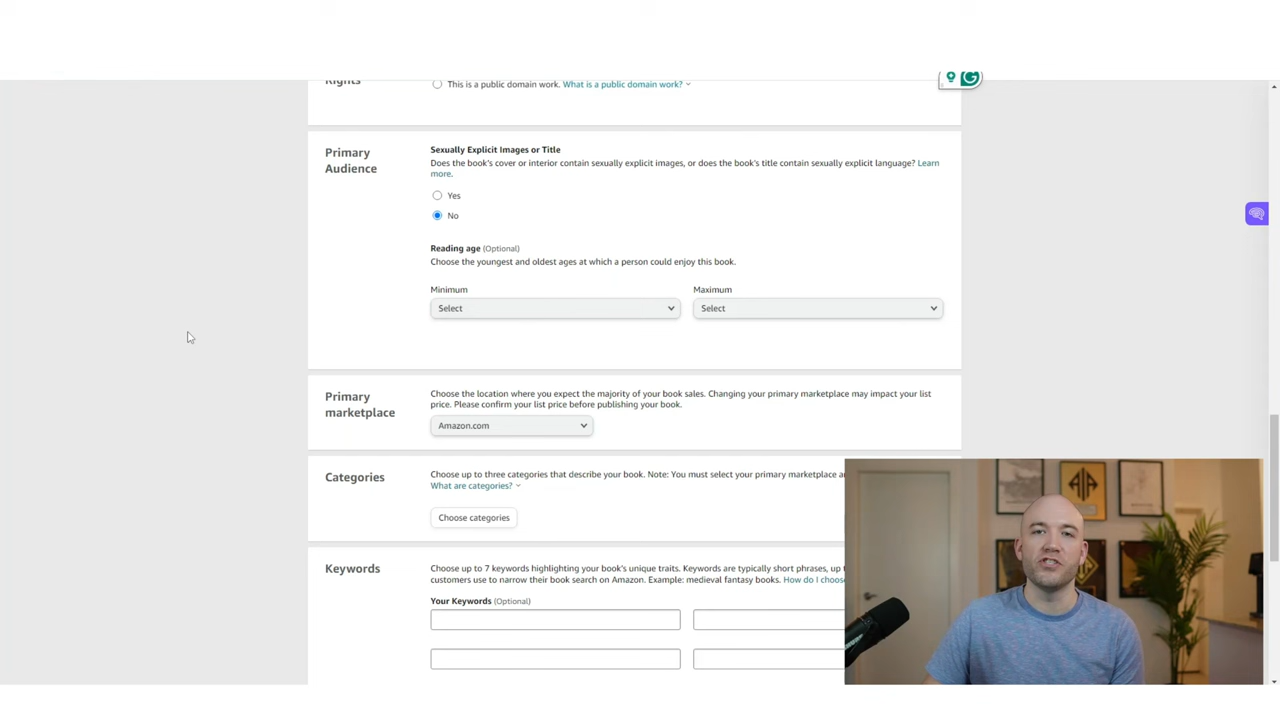 Rights
This is a public domain work. What is a public domain work?
Primary
Audience
Sexually Explicit Images or Title
Does the book's cover or interior contain sexually explicit images, or does the book's title contain sexually explicit language? Learn
more.
Yes
No
Reading age (Optional)
Choose the youngest and oldest ages at which a person could enjoy this book.
Minimum
Maximum
Select
Select
Primary
marketplace
Choose the location where you expect the majority of your book sales. Changing your primary marketplace may impact your list
price. Please confirm your list price before publishing your book.
Amazon.com
Categories
Choose up to three categories that describe your book. Note: You must select your primary marketplace
What are categories?
Choose categories
Keywords
Choose up to 7 keywords highlighting your book's unique traits. Keywords are typically short phrases, up
customers use to narrow their book search on Amazon. Example: medieval fantasy books. How do I choose
Your Keywords (Optional)